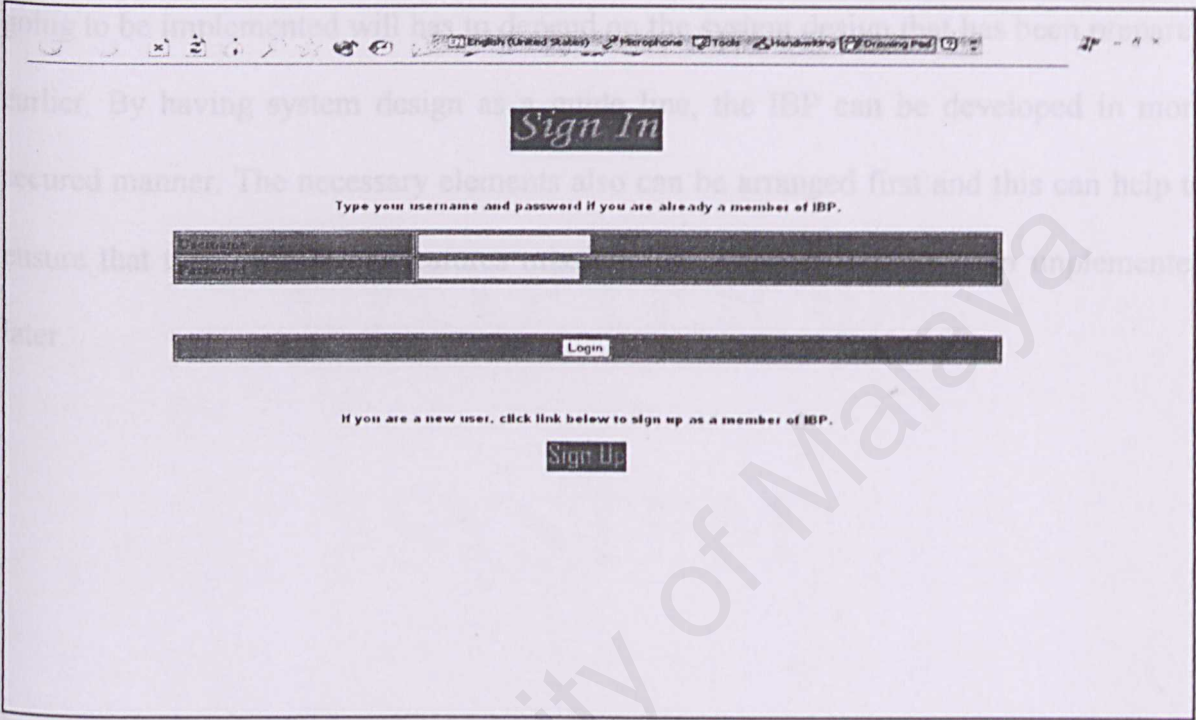 going to be implemented will has to depend on the system design that has been
English (United States) Microphone Tools Handwriting Drawing Pad
earlier. By having system design as a guide line, the IBP can be developed in
Sign In
secured manner. The necessary elements also can be arranged first and this can help
Type your username and password if you are already a member of IBP.
Username
ensure that
Password
later.
Login
If you are a new user, click link below to sign up as a member of IBP.
Sign Up
University of Malaya